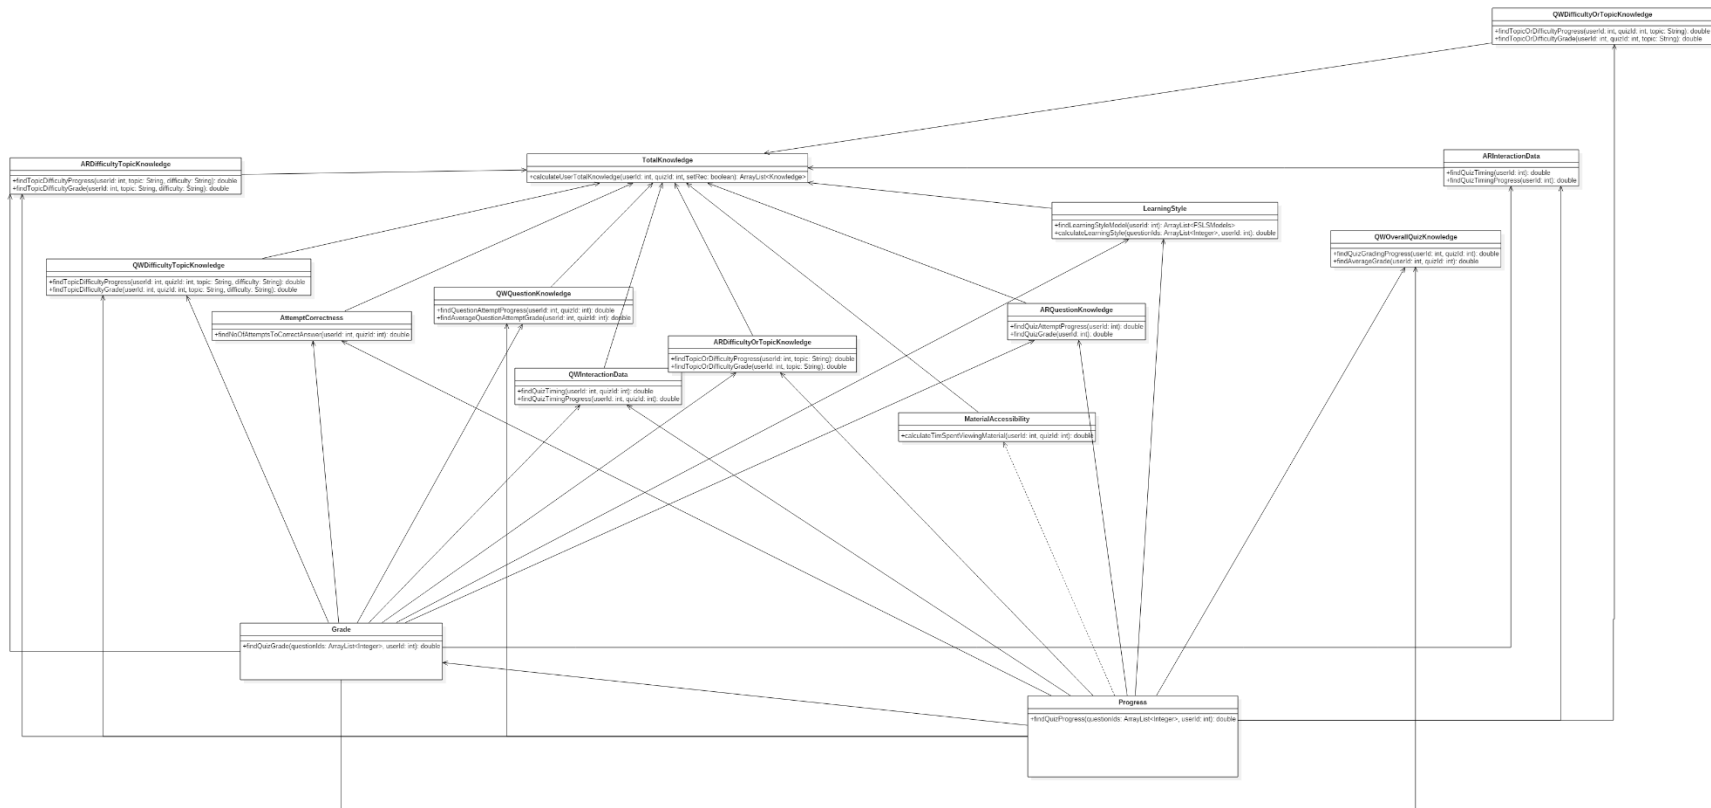 QWDifficultyOrTopicKnowledge
+findTopicOrDifficultyProgress(userId: int, quizId: int, topic: String): double
+findTopicOrDifficultyGrade(userId: int, quizId: int, topic: String): double
ARDifficultyTopicKnowledge
+findTopicDifficultyProgress(userId: int, topic: String, difficulty: String): double
+findTopicDifficultyGrade(userId: int, topic: String, difficulty: String): double
TotalKnowledge
+calculateUserTotalKnowledge(userId: int, quizId: int, setRec: boolean): ArrayList<Knowledge>
ARInteractionData
+findQuizTiming(userId: int): double
+findQuizTimingProgress(userId: int): double
LearningStyle
+findLearningStyleModel(userId: int): ArrayList<FSLSModels>
+calculateLearningStyle(questionIds: ArrayList<Integer>, userId: int): double
QWOverallQuizKnowledge
+findQuizGradingProgress(userId: int, quizId: int): double
+findAverageGrade(userId: int, quizId: int): double
QWDifficultyTopicKnowledge
+findTopicDifficultyProgress(userId: int, quizId: int, topic: String, difficulty: String): double
+findTopicDifficultyGrade(userId: int, quizId: int, topic: String, difficulty: String): double
QWQuestionKnowledge
+findQuestionAttemptProgress(userId: int, quizId: int): double
+findAverageQuestionAttemptGrade(userId: int, quizId: int): double
AttemptCorrectness
+findNoOfAttemptsToCorrectAnswer(userId: int, quizId: int): double
ARQuestionKnowledge
+findQuizAttemptProgress(userId: int): double
+findQuizGrade(userId: int): double
ARDifficultyOrTopicKnowledge
+findTopicOrDifficultyProgress(userId: int, topic: String): double
+findTopicOrDifficultyGrade(userId: int, topic: String): double
QWInteractionData
+findQuizTiming(userId: int, quizId: int): double
+findQuizTimingProgress(userId: int, quizId: int): double
MaterialAccessibility
+calculateTimSpentViewingMaterial(userId: int, quizId: int): double
Grade
+findQuizGrade(questionIds: ArrayList<Integer>, userId: int): double
Progress
+findQuizProgress(questionIds: ArrayList<Integer>, userId: int): double